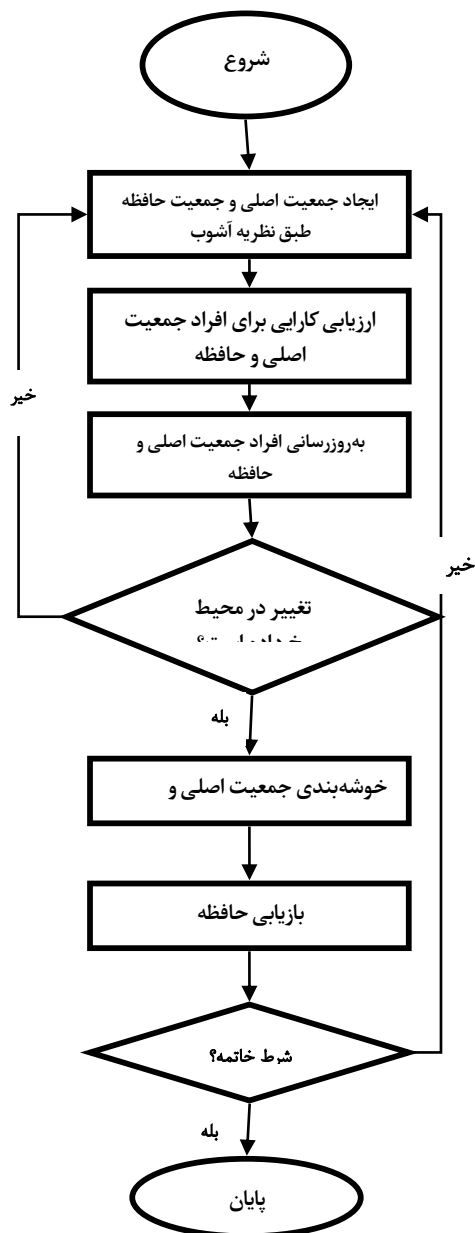 شروع
ایجاد جمعیت اصلی و جمعیت حافظه
طبق نظریه آشوب
ارزیابی کارایی برای افراد جمعیت
اصلی و حافظه
به‌روزرسانی افراد جمعیت اصلی و
حافظه
خیر
خیر
تغییر در محیط
بله
خوشه‌بندی جمعیت اصلی و
بازیابی حافظه
شرط خاتمه؟
بله
پایان